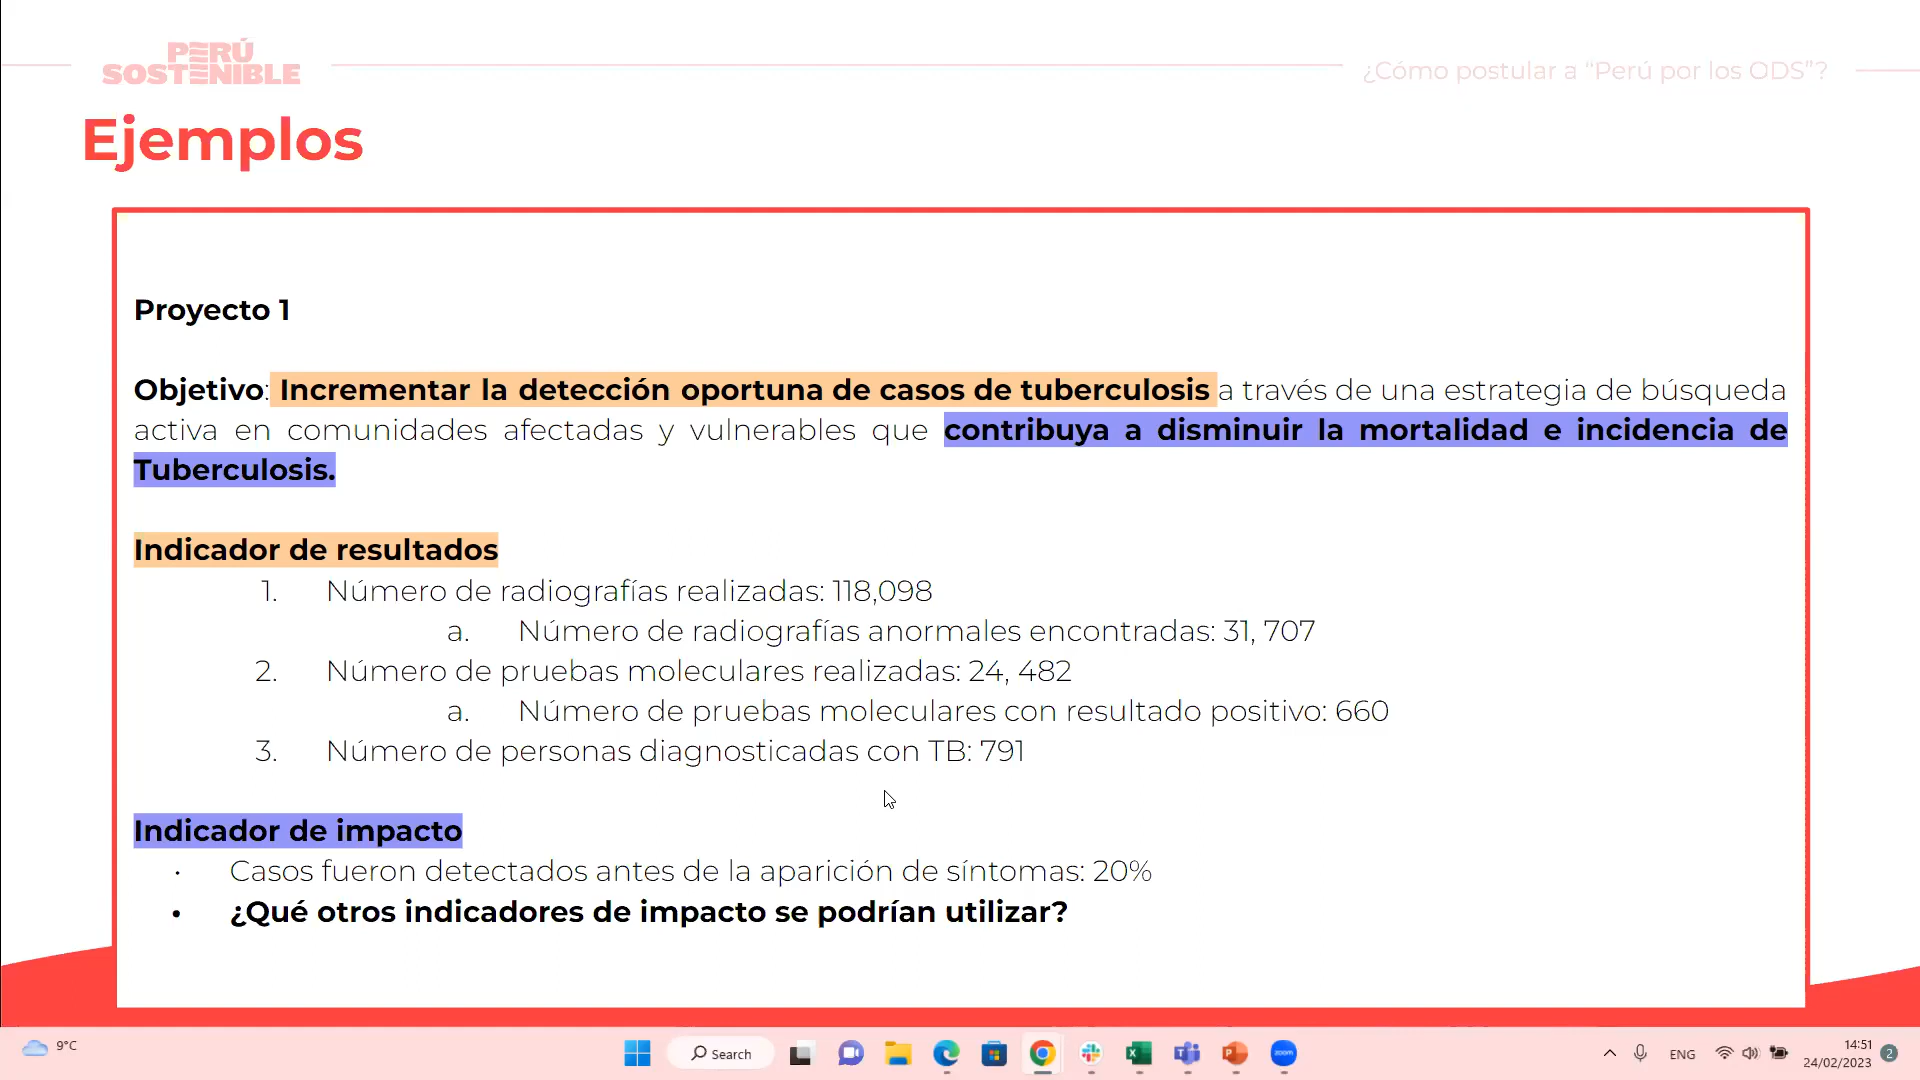 PERÚ
SOSTENIBLE
¿Cómo postular a “Perú por los ODS”?
Ejemplos
Proyecto 1
Objetivo: Incrementar la detección oportuna de casos de tuberculosis a través de una estrategia de búsqueda
activa en comunidades afectadas y vulnerables que contribuya a disminuir la mortalidad e incidencia de
Tuberculosis.
Indicador de resultados
1. Número de radiografías realizadas: 118,098
a. Número de radiografías anormales encontradas: 31, 707
2. Número de pruebas moleculares realizadas: 24, 482
a. Número de pruebas moleculares con resultado positivo: 660
3. Número de personas diagnosticadas con TB: 791
Indicador de impacto
• Casos fueron detectados antes de la aparición de síntomas: 20%
• ¿Qué otros indicadores de impacto se podrían utilizar?
9°C
Search
zoom
ENG
14:51
24/02/2023
2